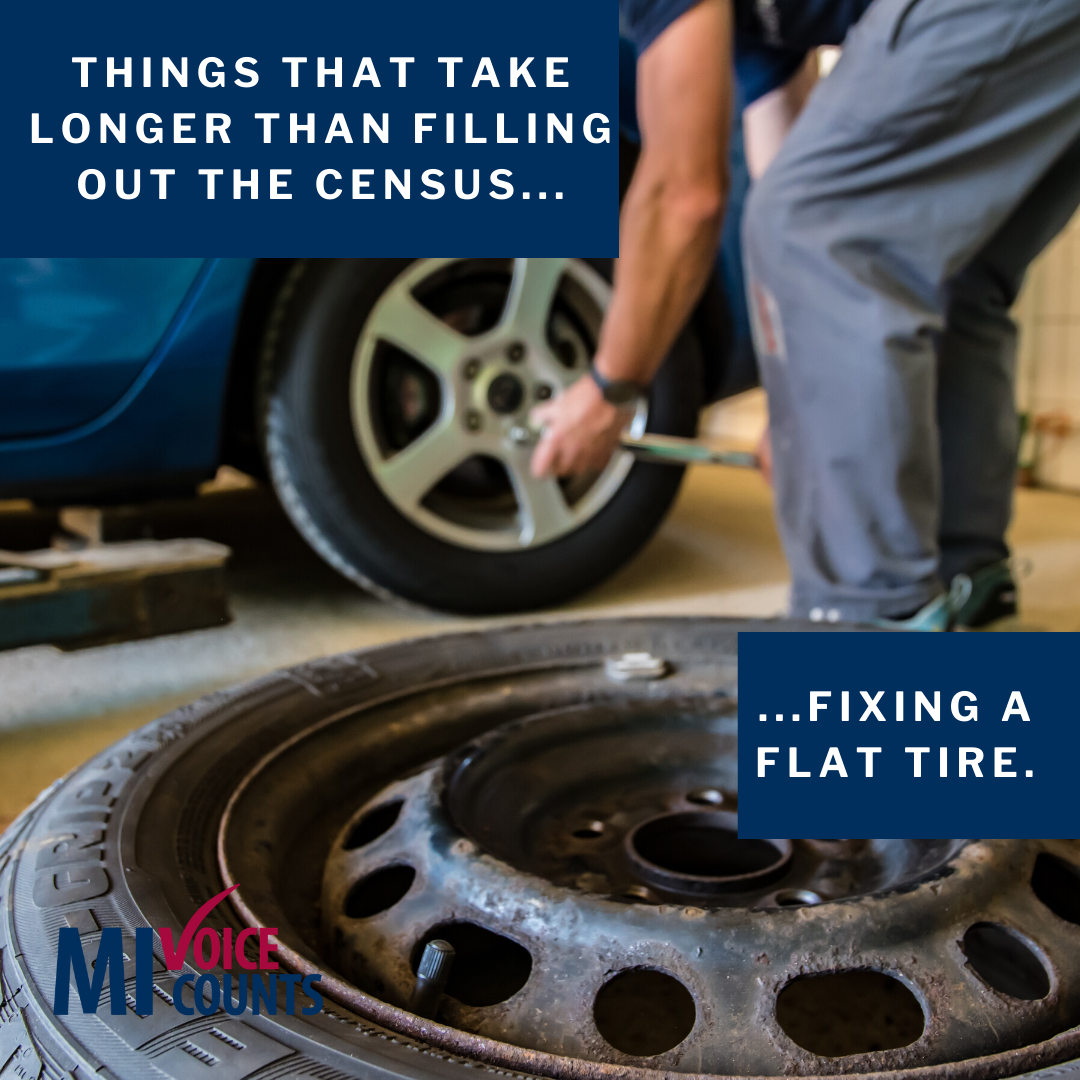 THINGS THAT TAKE
LONGER THAN FILLING
OUT THE CENSUS...
...FIXING A
FLAT TIRE.
MI VOICE
COUNTS